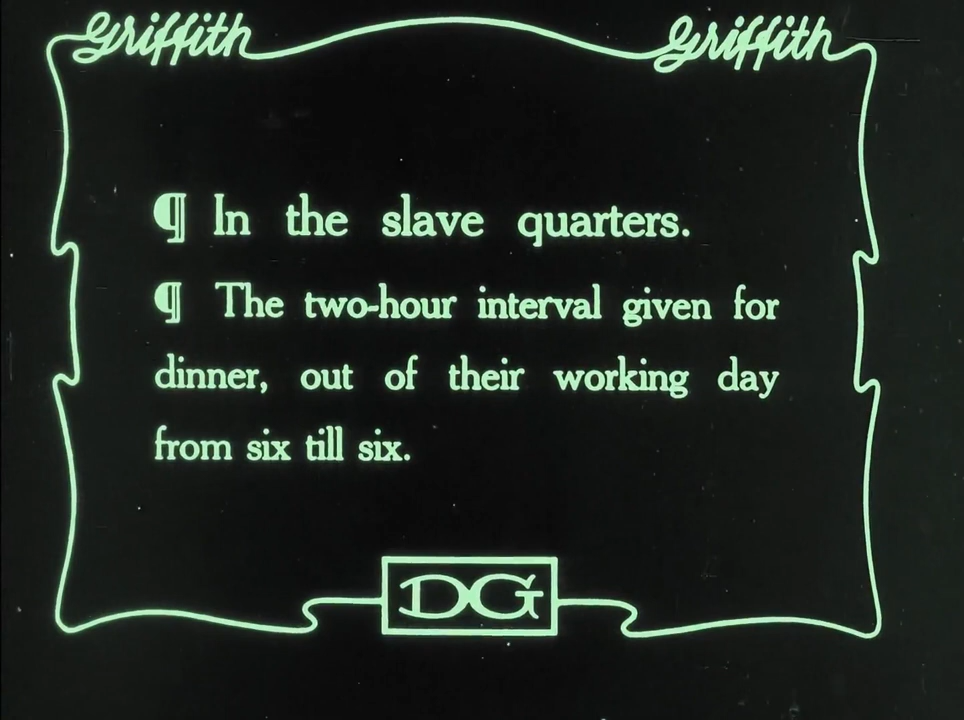 Griffith Griffith
¶ In the slave quarters.
¶ The two-hour interval given for
dinner, out of their working day
from six till six.
DG